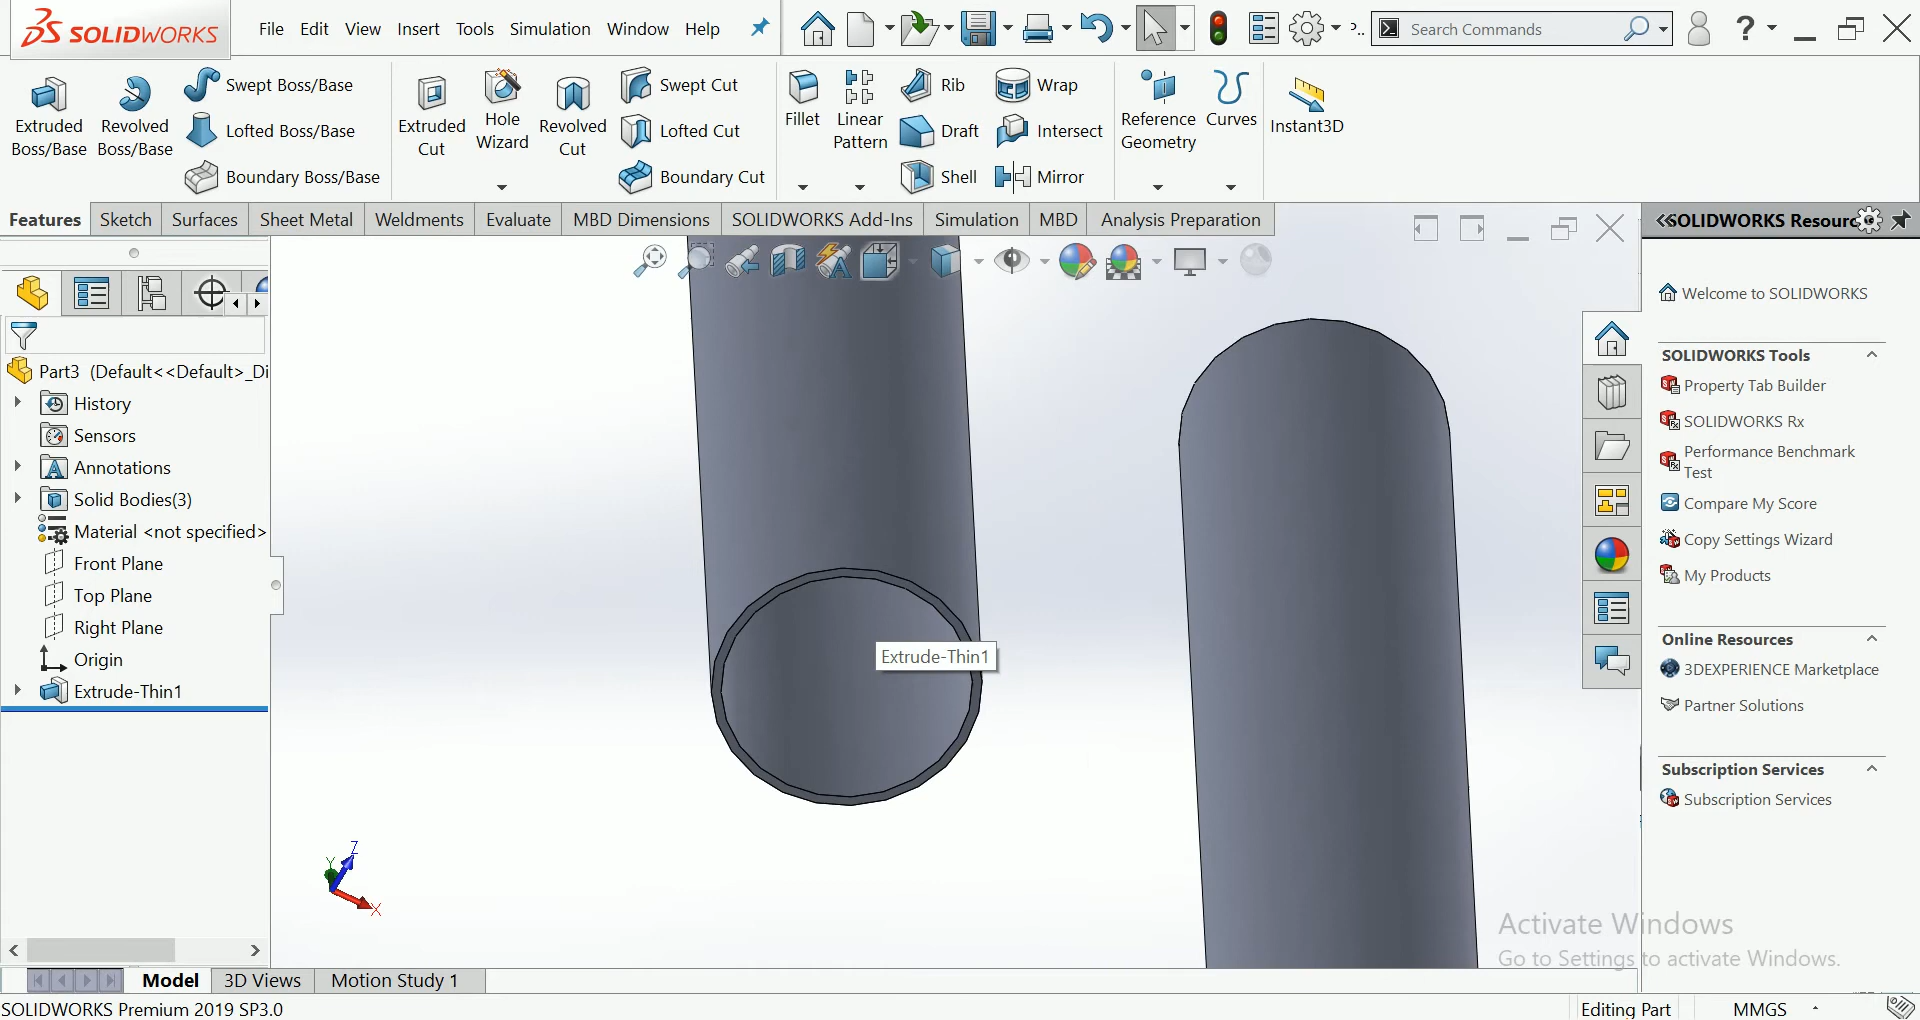 SOLIDWORKS
File Edit View Insert Tools Simulation Window Help
P..
Search Commands
?
Extruded Boss/Base
Revolved Boss/Base
Swept Boss/Base
Lofted Boss/Base
Boundary Boss/Base
Extruded Cut
Hole Wizard
Revolved Cut
Swept Cut
Lofted Cut
Boundary Cut
Fillet
Linear Pattern
Rib
Draft
Shell
Wrap
Intersect
Mirror
Reference Geometry
Curves
Instant3D
Features Sketch Surfaces Sheet Metal Weldments Evaluate MBD Dimensions SOLIDWORKS Add-Ins Simulation MBD Analysis Preparation
Part3 (Default<<Default>_Di
History
Sensors
Annotations
Solid Bodies(3)
Material <not specified>
Front Plane
Top Plane
Right Plane
Origin
Extrude-Thin1
Extrude-Thin1
Z
Y
X
SOLIDWORKS Resourc
Welcome to SOLIDWORKS
SOLIDWORKS Tools
Property Tab Builder
SOLIDWORKS Rx
Performance Benchmark
Test
Compare My Score
Copy Settings Wizard
My Products
Online Resources
3DEXPERIENCE Marketplace
Partner Solutions
Subscription Services
Subscription Services
Activate Windows
Go to Settings to activate Windows.
Model 3D Views Motion Study 1
SOLIDWORKS Premium 2019 SP3.0
Editing Part MMGS